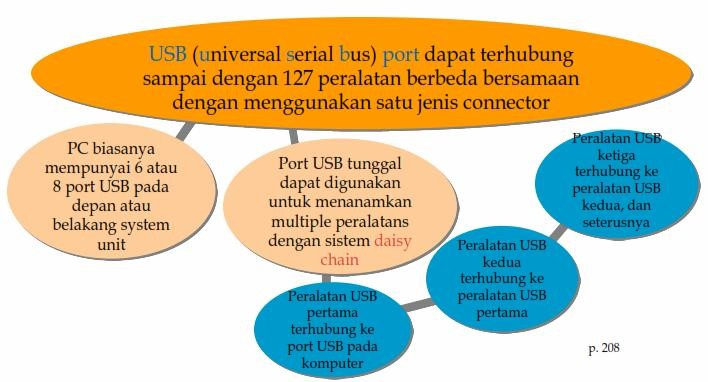 USB (universal serial bus) port dapat terhubung
sampai dengan 127 peralatan berbeda bersamaan
dengan menggunakan satu jenis connector
PC biasanya
mempunyai 6 atau
8 port USB pada
depan atau
belakang system
unit
Port USB tunggal
dapat digunakan
untuk menanamkan
multiple peralatans
dengan sistem daisy
chain
Peralatan USB
pertama
terhubung ke
port USB pada
komputer
Peralatan USB
kedua
terhubung ke
peralatan USB
pertama
Peralatan USB
ketiga
terhubung ke
peralatan USB
kedua, dan
seterusnya
p. 208